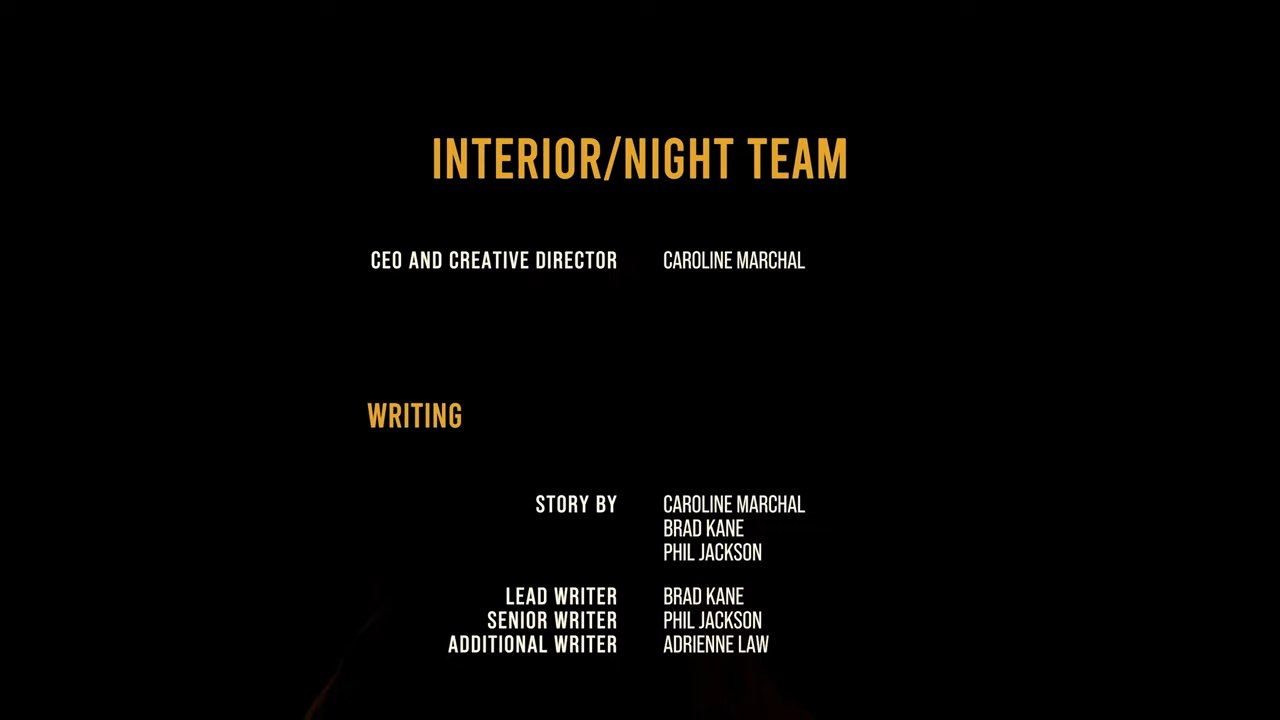 INTERIOR/NIGHT TEAM
CEO AND CREATIVE DIRECTOR CAROLINE MARCHAL
WRITING
STORY BY CAROLINE MARCHAL
BRAD KANE
PHIL JACKSON
LEAD WRITER BRAD KANE
SENIOR WRITER PHIL JACKSON
ADDITIONAL WRITER ADRIENNE LAW